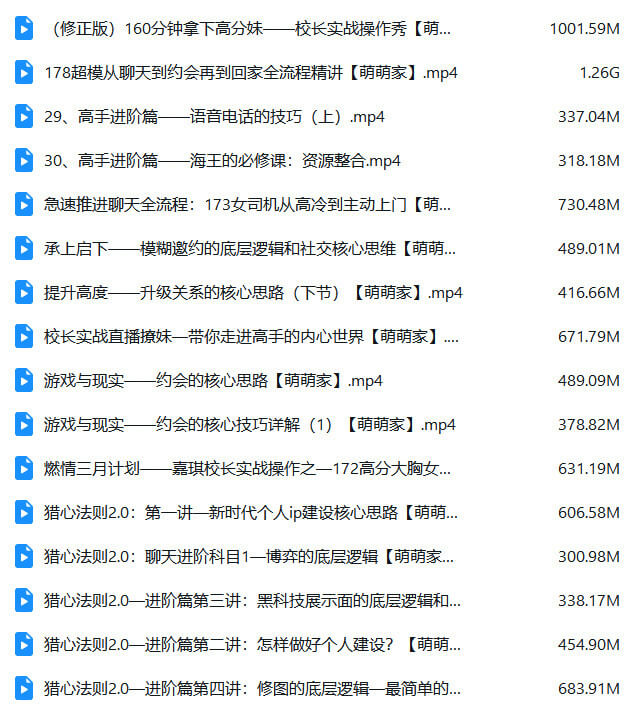 （修正版）160分钟拿下高分妹——校长实战操作秀【萌... 1001.59M
178超模从聊天到约会再到回家全流程精讲【萌萌家】.mp4 1.26G
29、高手进阶篇——语音电话的技巧（上）.mp4 337.04M
30、高手进阶篇——海王的必修课：资源整合.mp4 318.18M
急速推进聊天全流程：173女司机从高冷到主动上门【萌... 730.48M
承上启下——模糊邀约的底层逻辑和社交核心思维【萌萌... 489.01M
提升高度——升级关系的核心思路（下节）【萌萌家】.mp4 416.66M
校长实战直播撩妹—带你走进高手的内心世界【萌萌家】.... 671.79M
游戏与现实——约会的核心思路【萌萌家】.mp4 489.09M
游戏与现实——约会的核心技巧详解（1）【萌萌家】.mp4 378.82M
燃情三月计划——嘉琪校长实战操作之—172高分大胸女... 631.19M
猎心法则2.0：第一讲—新时代个人ip建设核心思路【萌萌... 606.58M
猎心法则2.0：聊天进阶科目1—博弈的底层逻辑【萌萌家... 300.98M
猎心法则2.0—进阶篇第三讲：黑科技展示面的底层逻辑和... 338.17M
猎心法则2.0—进阶篇第二讲：怎样做好个人建设？【萌萌... 454.90M
猎心法则2.0—进阶篇第四讲：修图的底层逻辑—最简单的... 683.91M